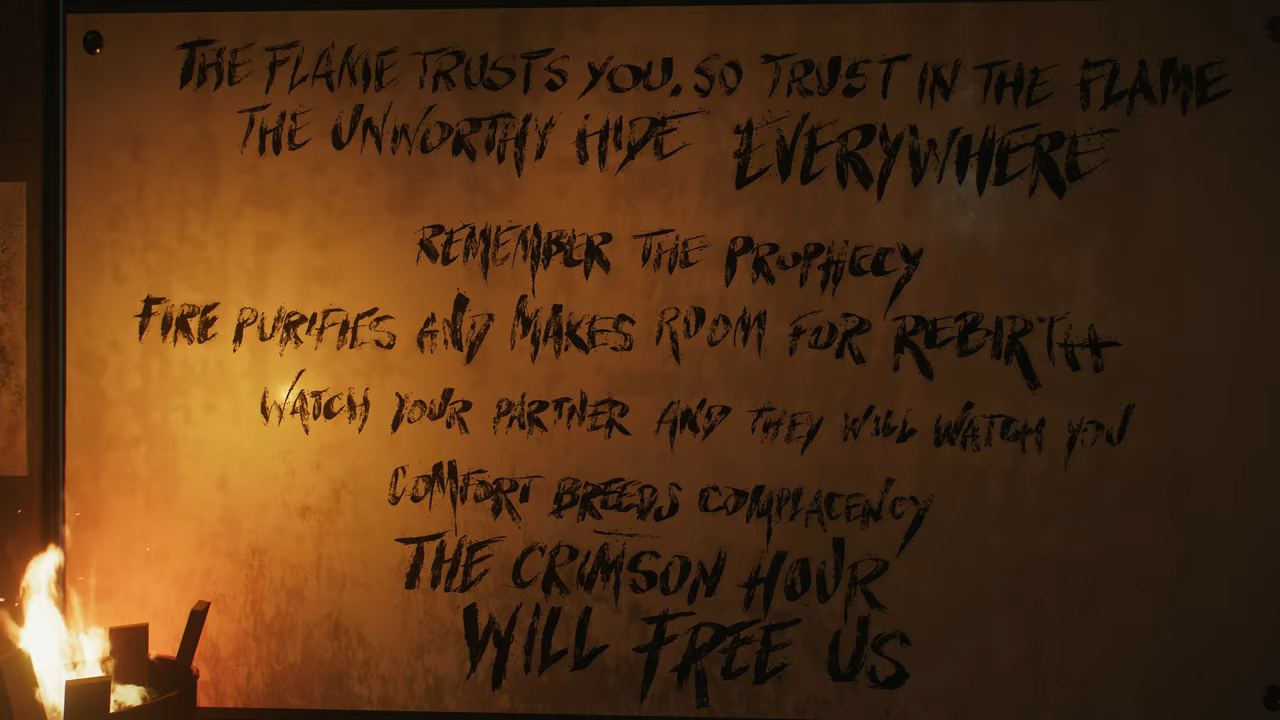 THE FLAME TRUSTS YOU. SO TRUST IN THE FLAME
THE UNWORTHY HIDE EVERYWHERE
REMEMBER THE PROPHECY
FIRE PURIFIES AND MAKES ROOM FOR REBIRTH
WATCH YOUR PARTNER AND THEY WILL WATCH YOU
COMFORT BREEDS COMPLACENCY
THE CRIMSON HOUR
WILL FREE US